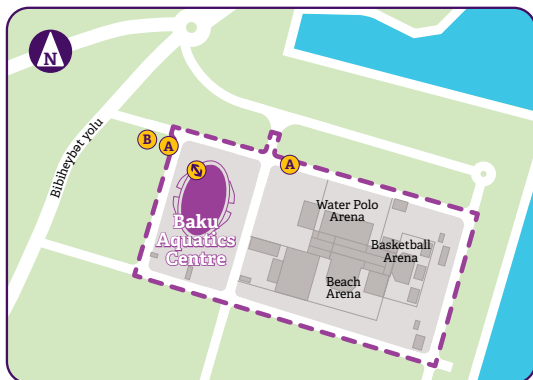 N
Bibiheybət yolu
B
A
A
Water Polo
Arena
Baku
Aquatics
Centre
Basketball
Arena
Beach
Arena